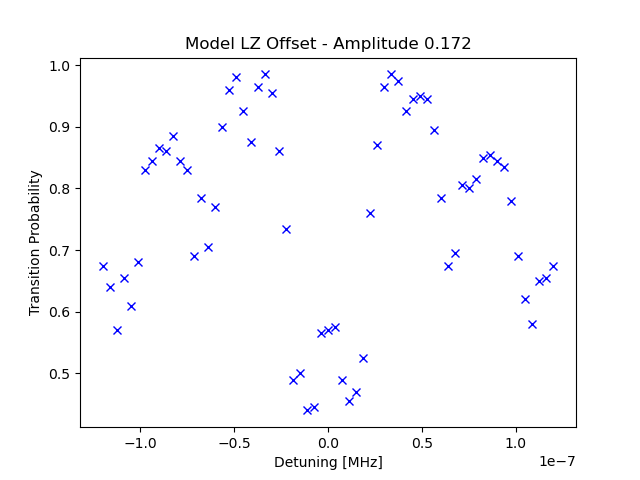 Model LZ Offset - Amplitude 0.172
1.0
0.9
0.8
0.7
0.6
0.5
Transition Probability
−1.0 −0.5 0.0 0.5 1.0
1e−7
Detuning [MHz]